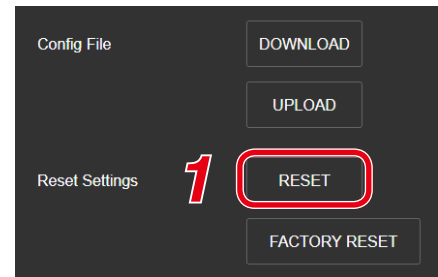 Config File
DOWNLOAD
UPLOAD
Reset Settings
1
RESET
FACTORY RESET